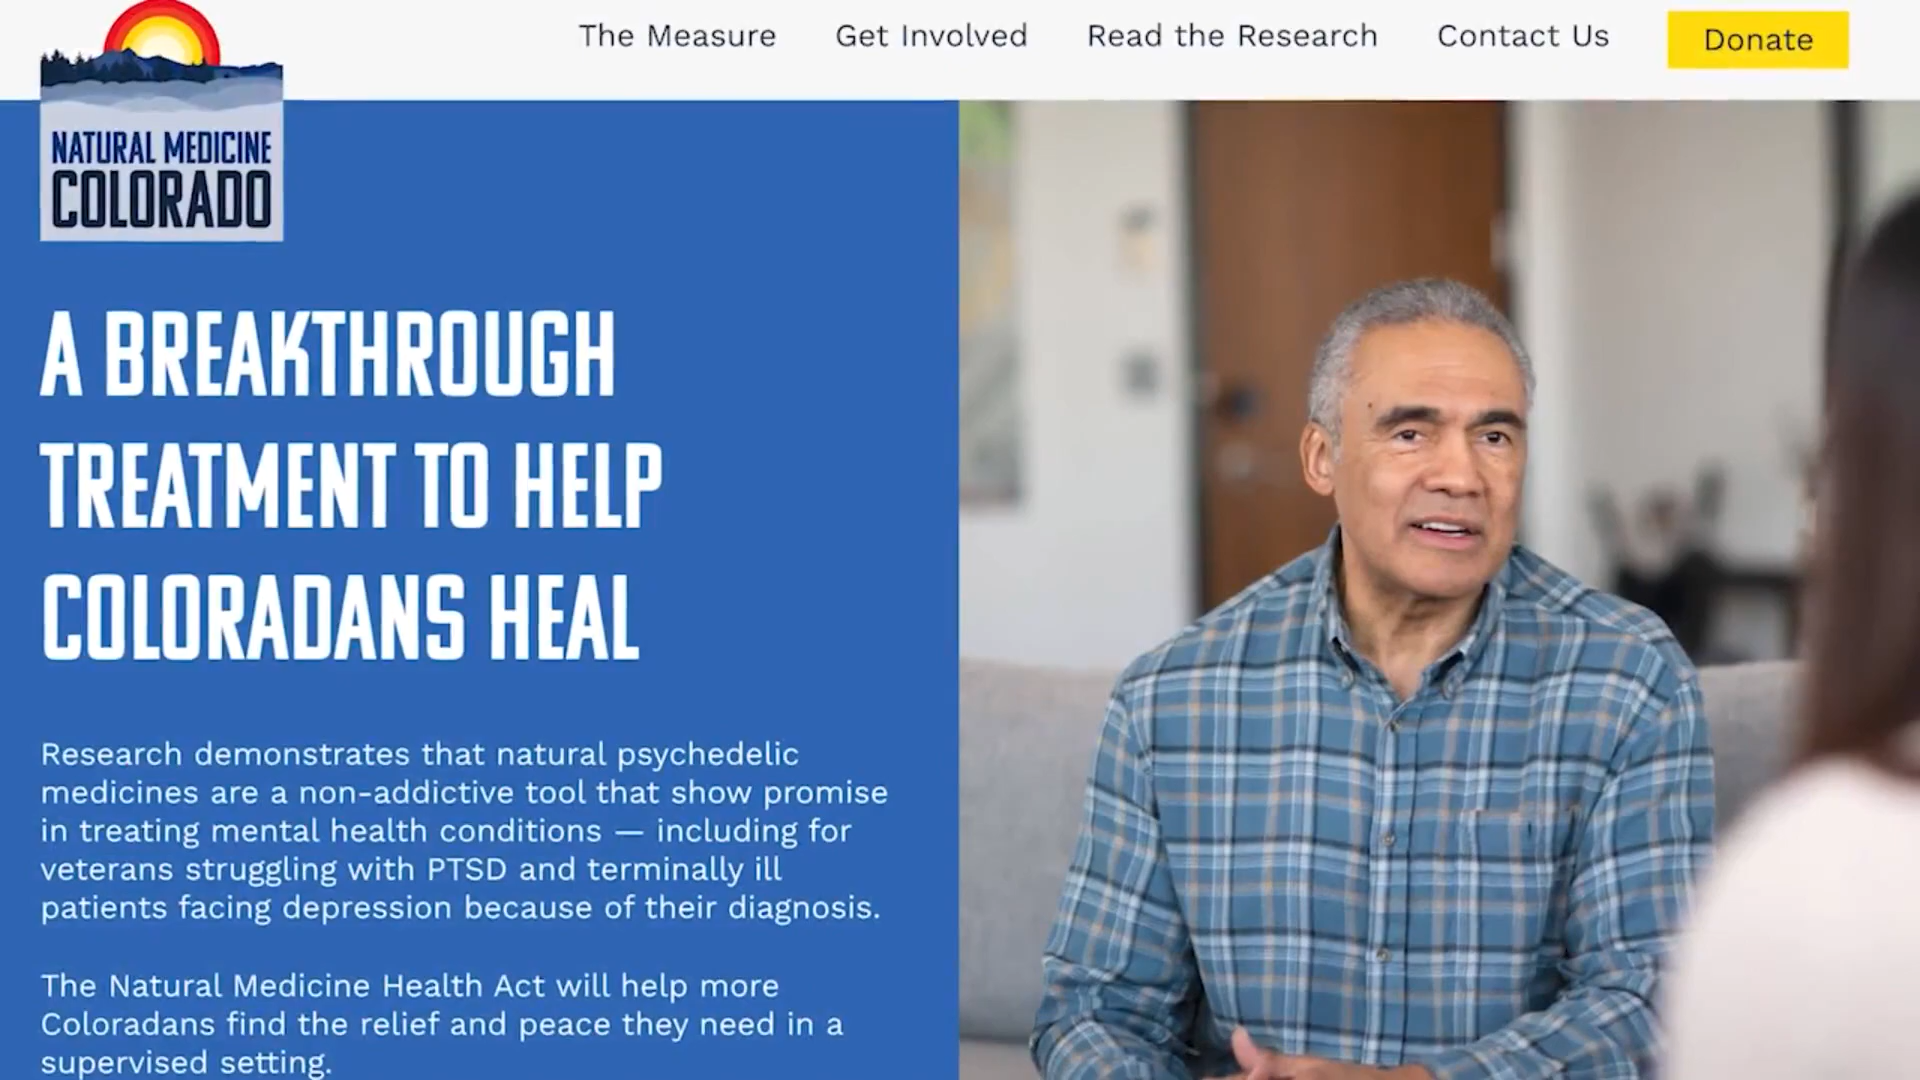 The Measure
Get Involved
Read the Research
Contact Us
Donate
NATURAL MEDICINE
COLORADO
A BREAKTHROUGH
TREATMENT TO HELP
COLORADANS HEAL
Research demonstrates that natural psychedelic
medicines are a non-addictive tool that show promise
in treating mental health conditions — including for
veterans struggling with PTSD and terminally ill
patients facing depression because of their diagnosis.
The Natural Medicine Health Act will help more
Coloradans find the relief and peace they need in a
supervised setting.